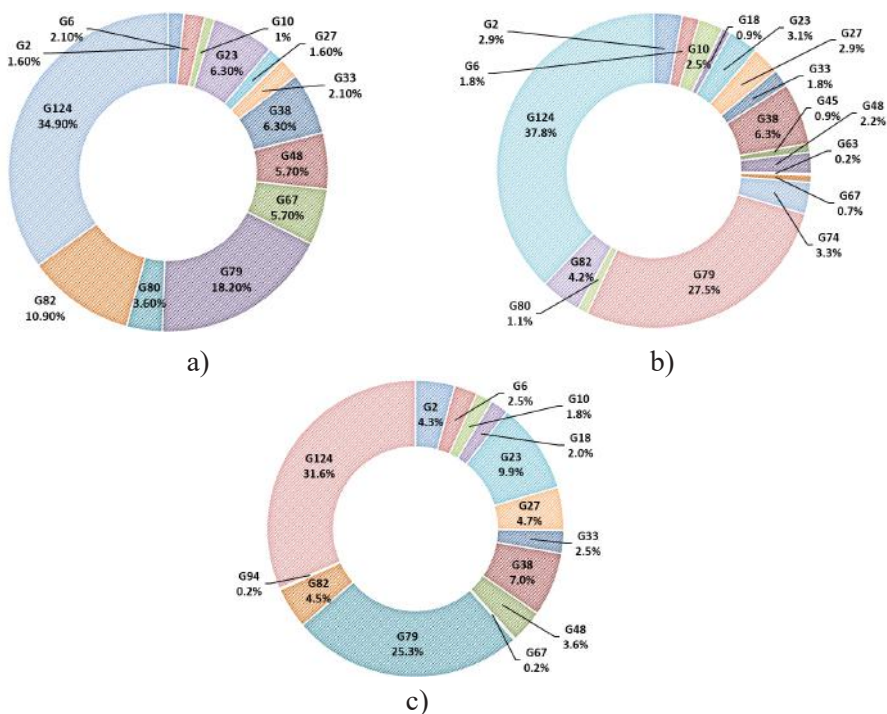 G2
1.60%
G6
2.10%
G10
1%
G23
6.30%
G27
1.60%
G33
2.10%
G38
6.30%
G48
5.70%
G67
5.70%
G79
18.20%
G80
3.60%
G82
10.90%
G124
34.90%
a)
G2
2.9%
G6
1.8%
G10
2.5%
G18
0.9%
G23
3.1%
G27
2.9%
G33
1.8%
G38
6.3%
G45
0.9%
G48
2.2%
G63
0.2%
G67
0.7%
G74
3.3%
G79
27.5%
G80
1.1%
G82
4.2%
G124
37.8%
b)
G2
4.3%
G6
2.5%
G10
1.8%
G18
2.0%
G23
9.9%
G27
4.7%
G33
2.5%
G38
7.0%
G48
3.6%
G67
0.2%
G79
25.3%
G82
4.5%
G94
0.2%
G124
31.6%
c)